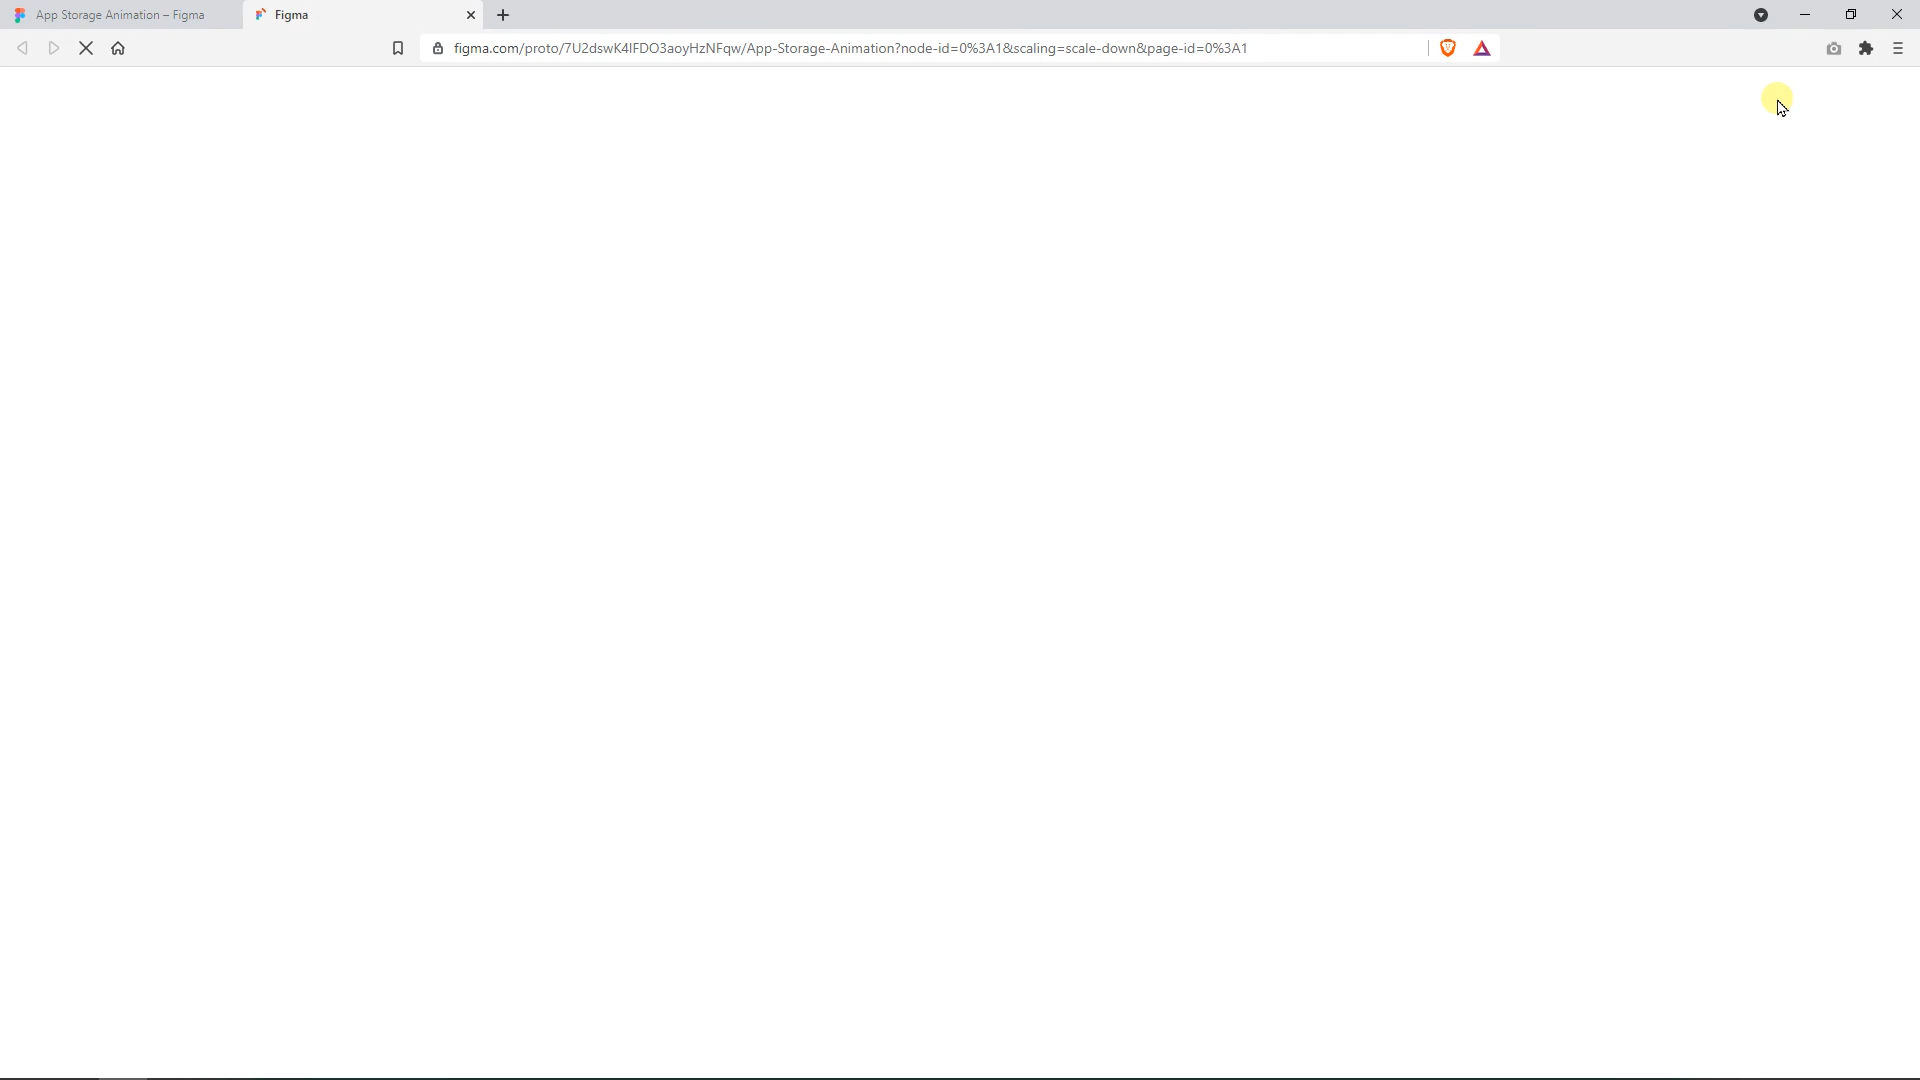 App Storage Animation – Figma
Figma
figma.com/proto/7U2dswK4lFDO3aoyHzNFqw/App-Storage-Animation?node-id=0%3A1&scaling=scale-down&page-id=0%3A1